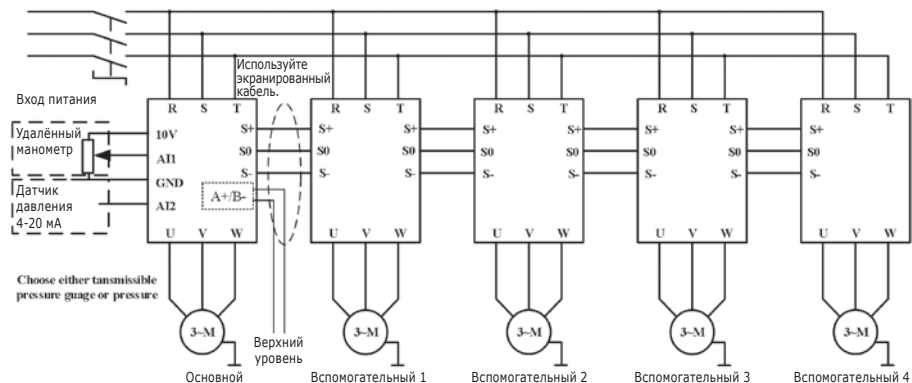 Используйте
экранированный
кабель.
Вход питания
R S T R S T R S T R S T R S T
Удалённый
манометр
10V
AI1
GND
AI2
Датчик
давления
4-20 мА
S+ S+ S+ S+ S+ S+ S+ S+
S0 S0 S0 S0 S0 S0 S0 S0
S- S- S- S- S- S- S- S-
A+/B-
U V W U V W U V W U V W U V W
Choose either tansmissible
pressure guage or pressure
3~M 3~M 3~M 3~M 3~M
Верхний
уровень
Основной Вспомогательный 1 Вспомогательный 2 Вспомогательный 3 Вспомогательный 4